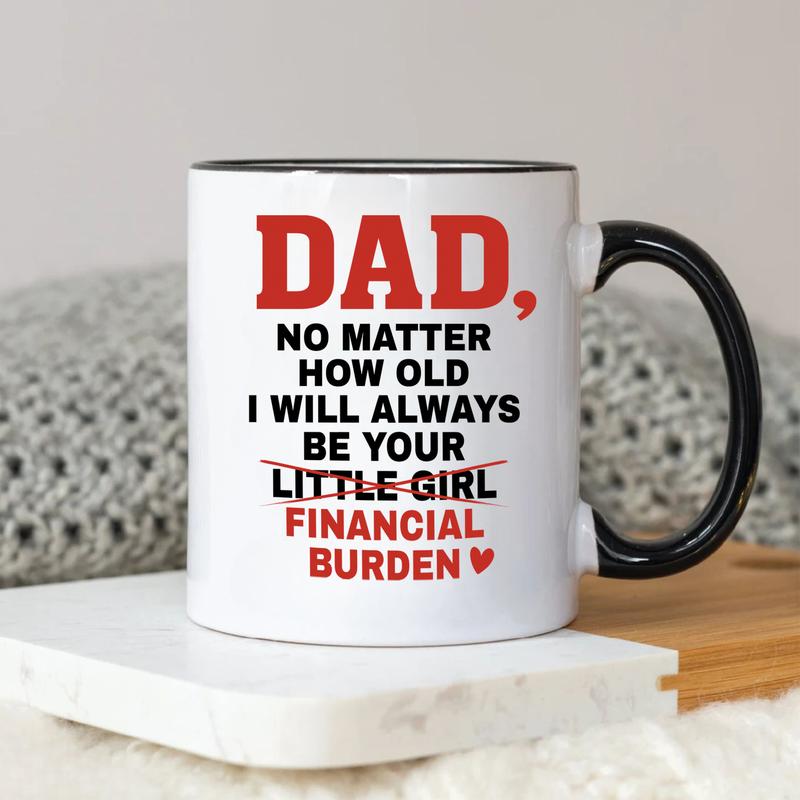 DAD,
NO MATTER
HOW OLD
I WILL ALWAYS
BE YOUR
LITTLE GIRL
FINANCIAL
BURDEN